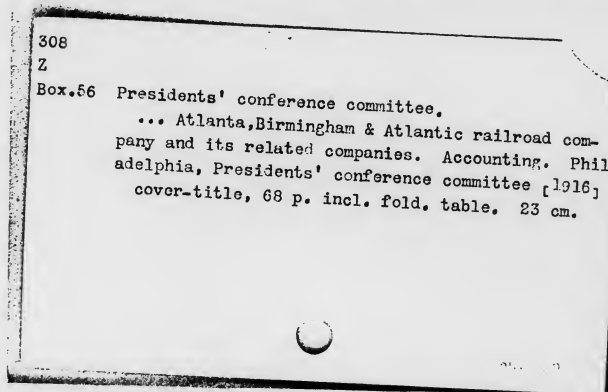 308
Z
Box.56 Presidents' conference committee.
... Atlanta,Birmingham & Atlantic railroad com-
pany and its related companies. Accounting. Phil
adelphia, Presidents' conference committee [1916]
cover-title, 68 p. incl. fold. table. 23 cm.